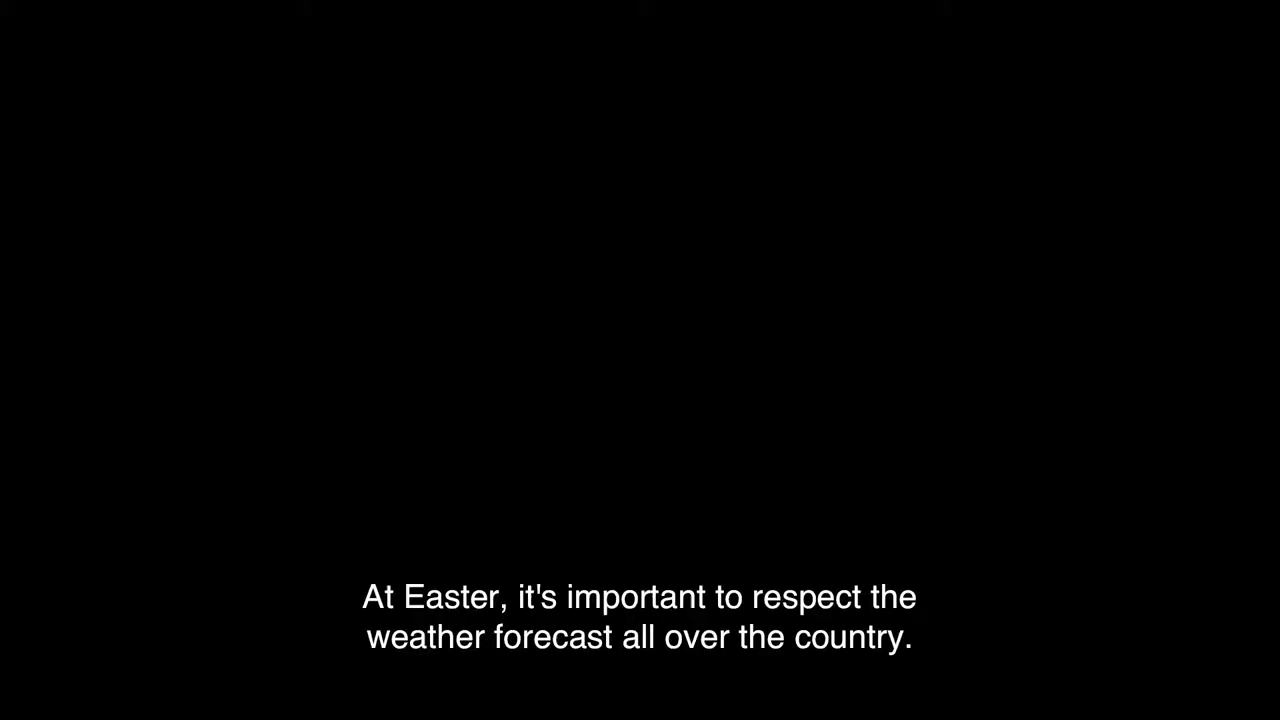 At Easter, it's important to respect the
weather forecast all over the country.